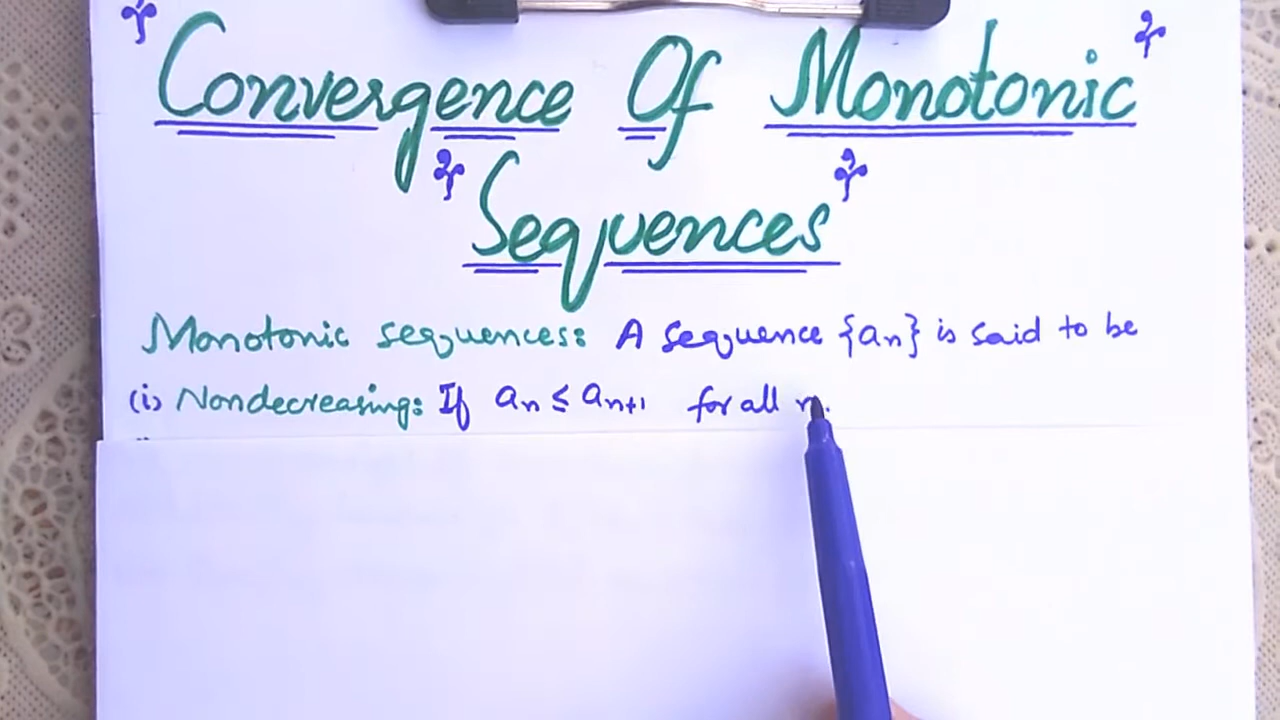 Convergence Of Monotonic
Sequences
Monotonic sequences: A sequence {aₙ} is said to be
(i) Nondecreasing: If aₙ ≤ aₙ₊₁ for all n.